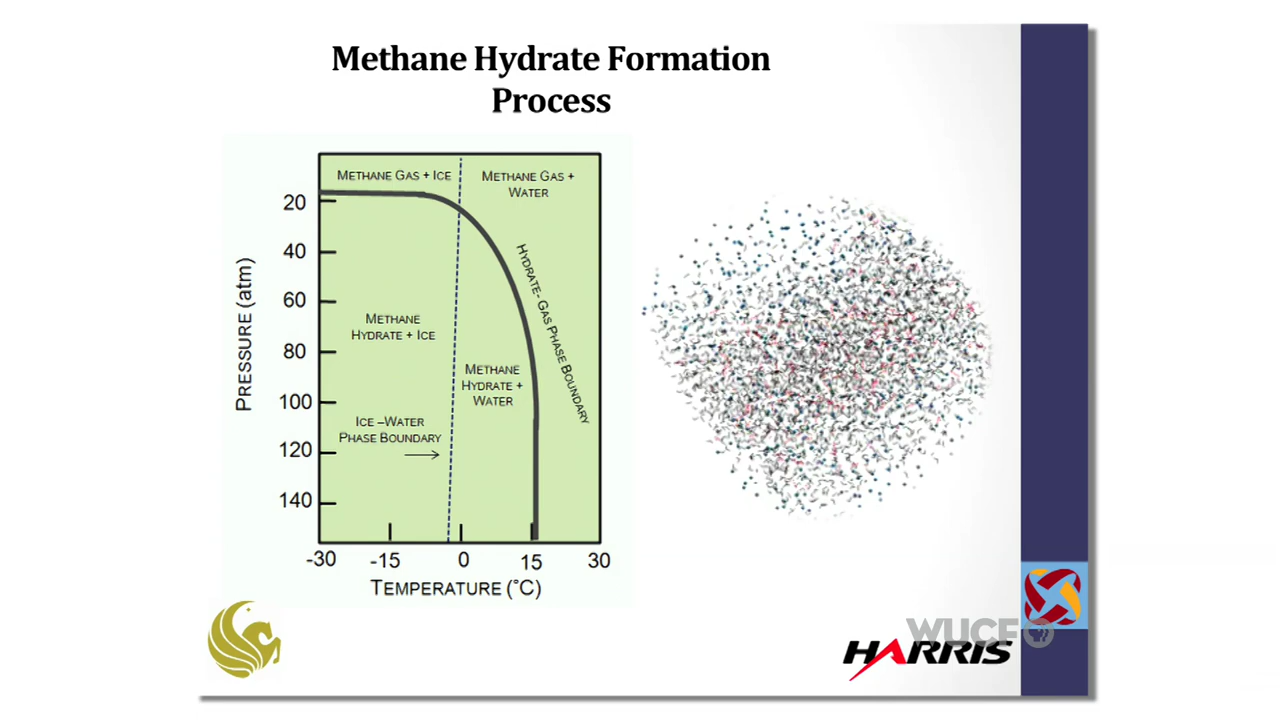 Methane Hydrate Formation
Process
METHANE GAS + ICE
METHANE GAS +
WATER
20
40
60
80
100
120
140
PRESSURE (atm)
HYDRATE- GAS PHASE BOUNDARY
METHANE
HYDRATE + ICE
METHANE
HYDRATE +
WATER
ICE –WATER
PHASE BOUNDARY
-30
-15
0
15
30
TEMPERATURE (°C)
WUCF
PBS
HARRIS